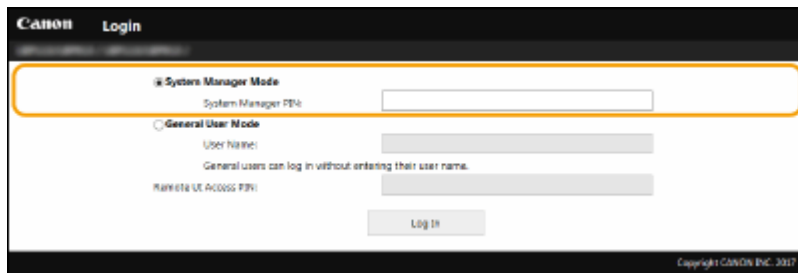 Canon Login
System Manager Mode
System Manager PIN:
General User Mode
User Name:
General users can log in without entering their user name.
Remote UI Access PIN:
Log In
Copyright CANON INC. 2017